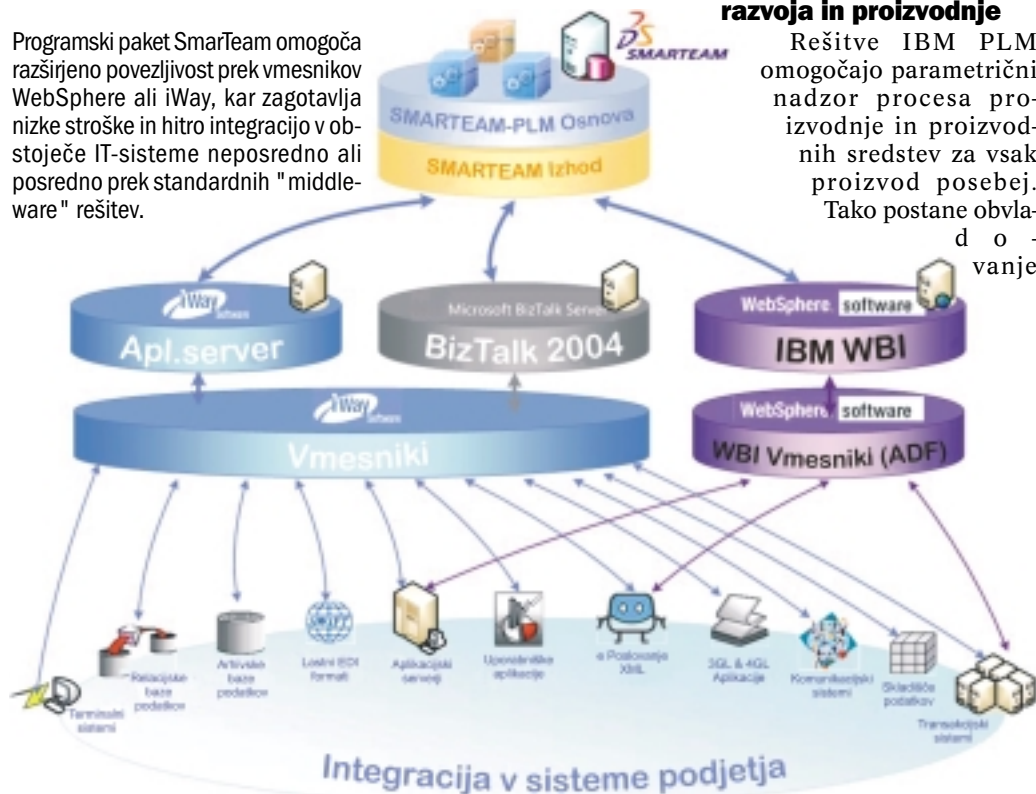 Programski paket SmarTeam omogoča
razširjeno povezljivost prek vmesnikov
WebSphere ali iWay, kar zagotavlja
nizke stroške in hitro integracijo v ob-
stoječe IT-sisteme neposredno ali
posredno prek standardnih "middle-
ware" rešitev.
razvoja in proizvodnje
Rešitve IBM PLM
omogočajo parametrični
nadzor procesa pro-
izvodnje in proizvod-
nih sredstev za vsak
proizvod posebej.
Tako postane obvla-
d o -
vanje
SMARTEAM
SMARTEAM-PLM Osnova
SMARTEAM Izhod
iWay
Software
Apl.server
Microsoft BizTalk Server
BizTalk 2004
WebSphere software
IBM WBI
iWay
Software
Vmesniki
WebSphere software
WBI Vmesniki (ADF)
Terminalni
sistemi
Relacijske
baze
podatkov
Arhivske
baze
podatkov
SWIFT
Lastni EDI
formati
Aplikacijski
serverji
Uporabniške
aplikacije
e Poslovanje
XML
3GL & 4GL
Aplikacije
Komunikacijski
sistemi
Skladišče
podatkov
Transakcijski
sistemi
Integracija v sisteme podjetja